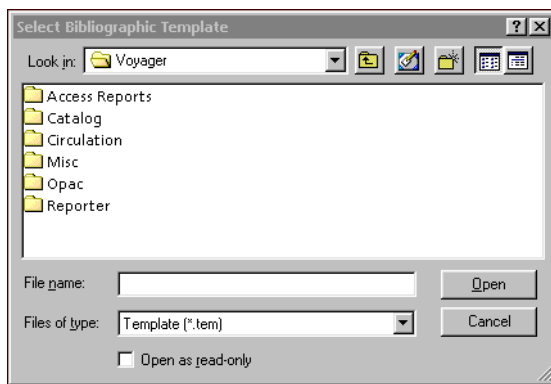 Select Bibliographic Template
Look in: Voyager
Access Reports
Catalog
Circulation
Misc
Opac
Reporter
File name: Open
Files of type: Template (*.tem) Cancel
Open as read-only